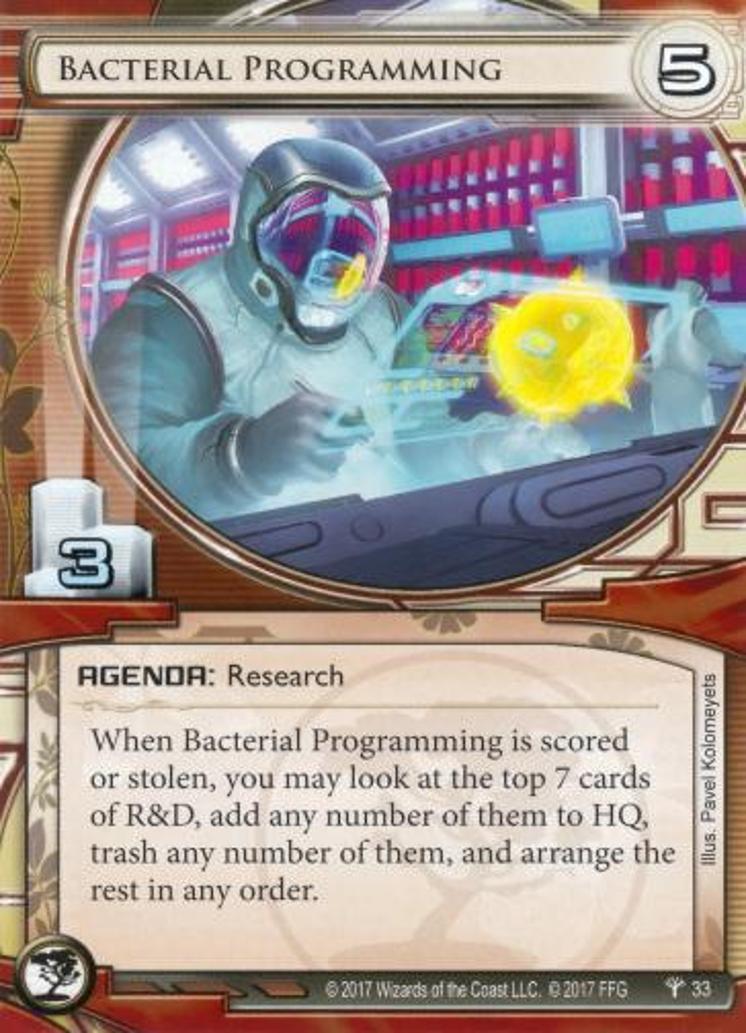 BACTERIAL PROGRAMMING
5
3
AGENDA: Research
When Bacterial Programming is scored
or stolen, you may look at the top 7 cards
of R&D, add any number of them to HQ,
trash any number of them, and arrange the
rest in any order.
Illus. Pavel Kolomeyets
© 2017 Wizards of the Coast LLC. © 2017 FFG
33